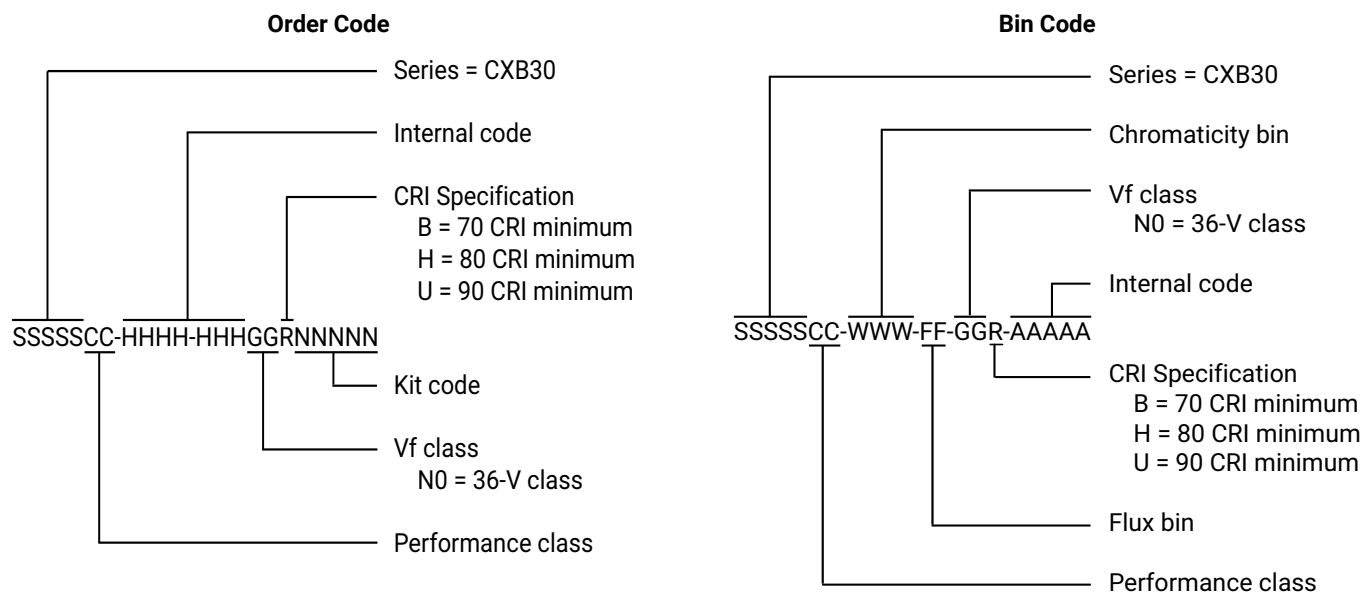 Order Code
Series = CXB30
Internal code
CRI Specification
B = 70 CRI minimum
H = 80 CRI minimum
U = 90 CRI minimum
SSSSSCC-HHHH-HHHGGRNNNNN
Kit code
Vf class
N0 = 36-V class
Performance class
Bin Code
Series = CXB30
Chromaticity bin
Vf class
N0 = 36-V class
Internal code
SSSSSCC-WWW-FF-GGR-AAAAA
CRI Specification
B = 70 CRI minimum
H = 80 CRI minimum
U = 90 CRI minimum
Flux bin
Performance class